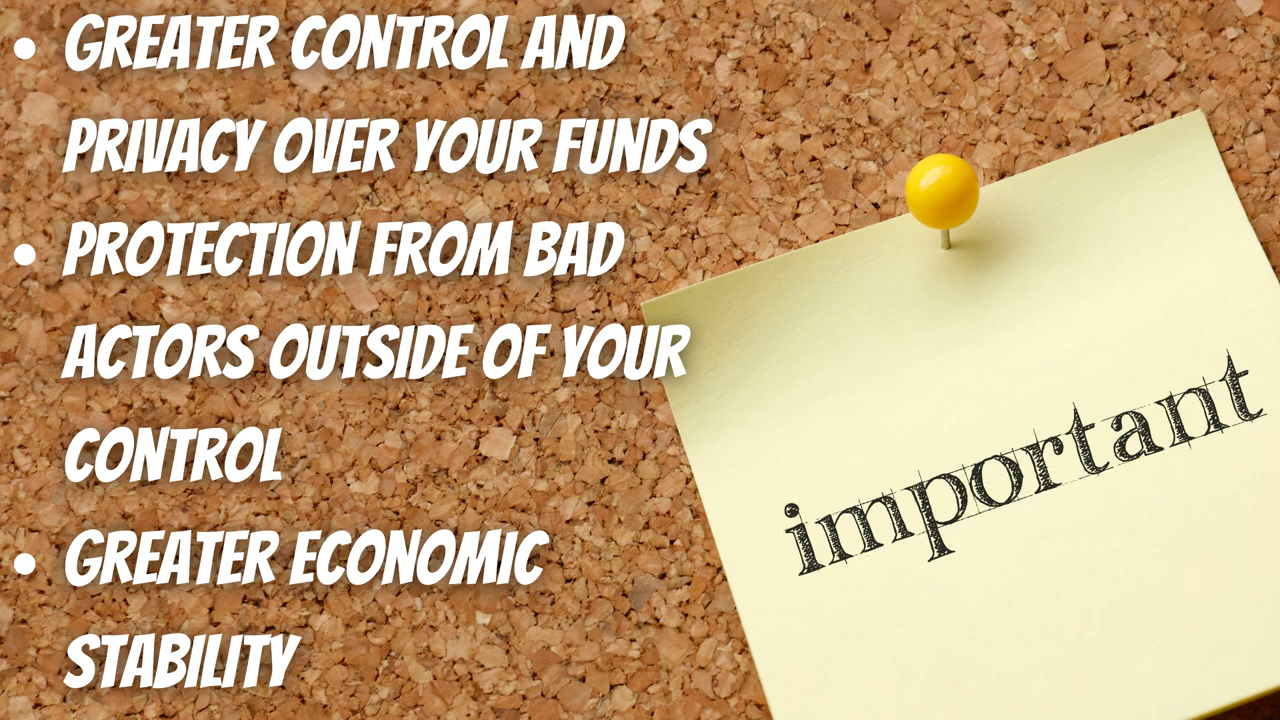 • GREATER CONTROL AND
PRIVACY OVER YOUR FUNDS
• PROTECTION FROM BAD
ACTORS OUTSIDE OF YOUR
CONTROL
• GREATER ECONOMIC
STABILITY
important